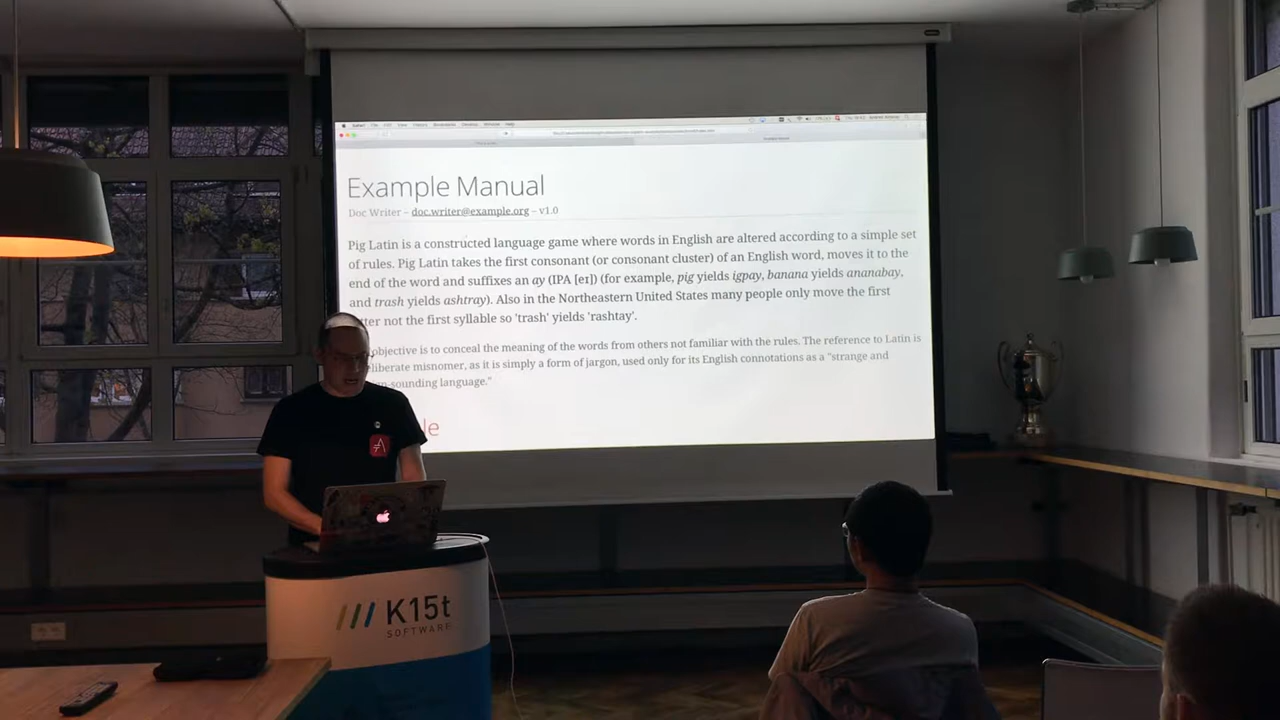 Example Manual
Doc Writer – doc.writer@example.org – v1.0
Pig Latin is a constructed language game where words in English are altered according to a simple set
of rules. Pig Latin takes the first consonant (or consonant cluster) of an English word, moves it to the
end of the word and suffixes an ay (IPA [eɪ]) (for example, pig yields igpay, banana yields ananabay,
and trash yields ashtray). Also in the Northeastern United States many people only move the first
tter not the first syllable so 'trash' yields 'rashtay'.
objective is to conceal the meaning of the words from others not familiar with the rules. The reference to Latin is
liberate misnomer, as it is simply a form of jargon, used only for its English connotations as a "strange and
n-sounding language."
le
K15t
SOFTWARE